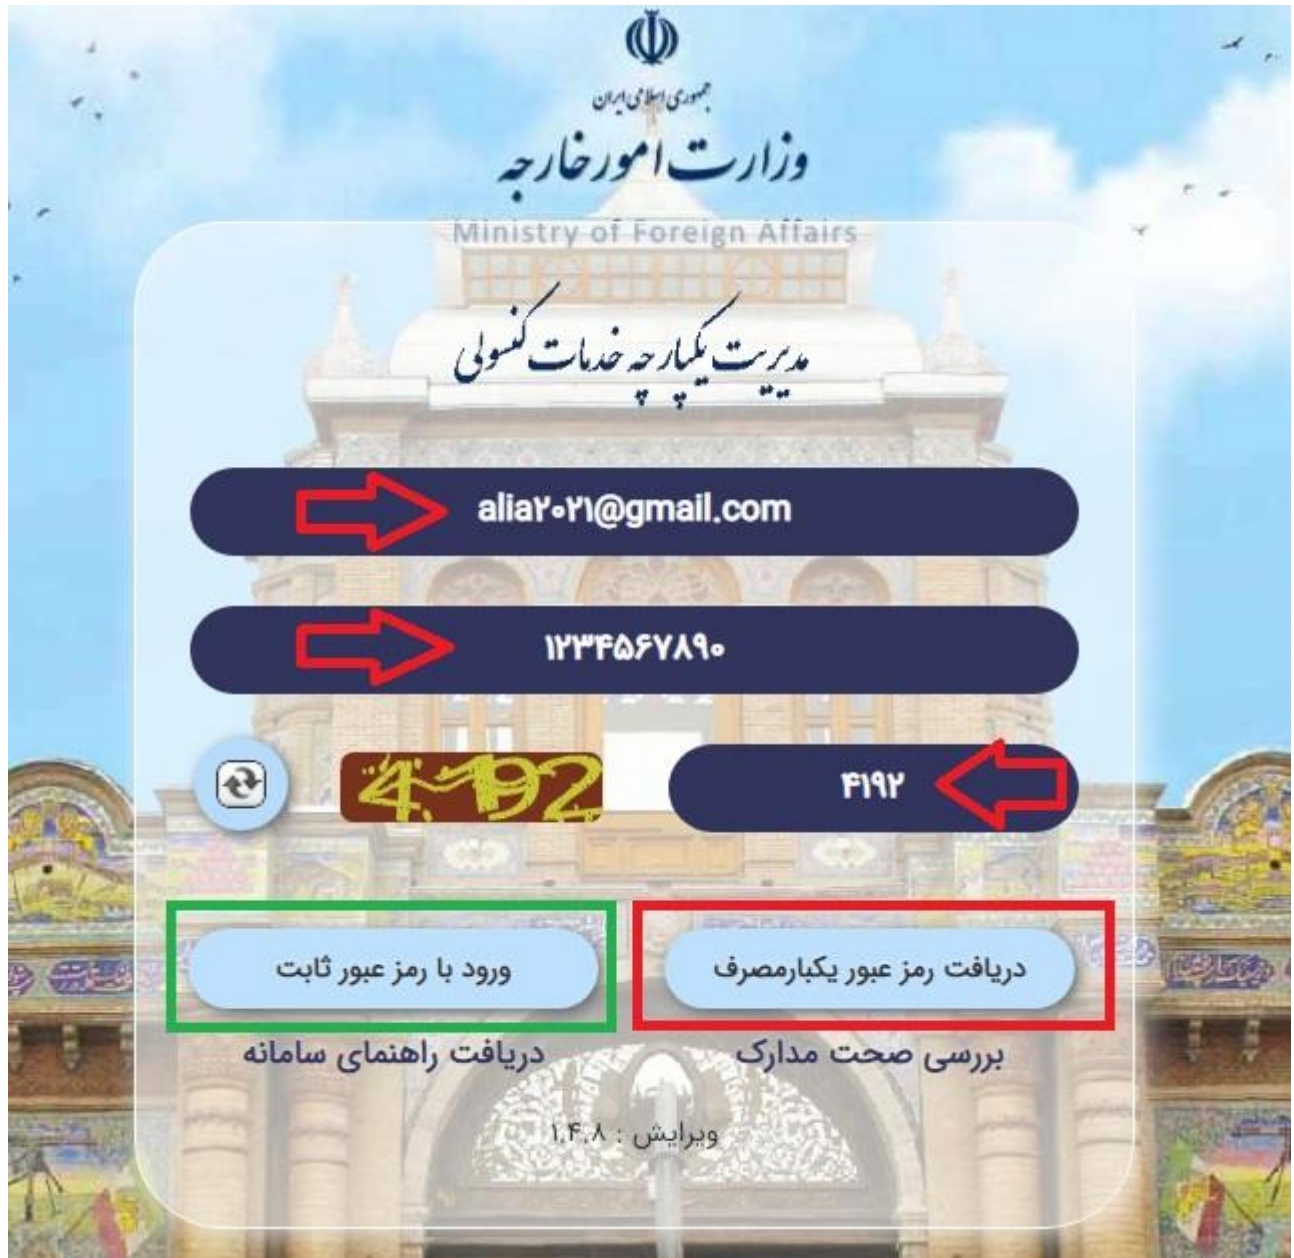 جمهوری اسلامی ایران
وزارت امور خارجه
Ministry of Foreign Affairs
مدیریت یکپارچه خدمات کنسولی
alia۲۰۲۱@gmail.com
۱۲۳۴۵۶۷۸۹۰
۴۱۹۲ 4192
دریافت رمز عبور یکبارمصرف ورود با رمز عبور ثابت
بررسی صحت مدارک دریافت راهنمای سامانه
ویرایش : ۱.۴.۸